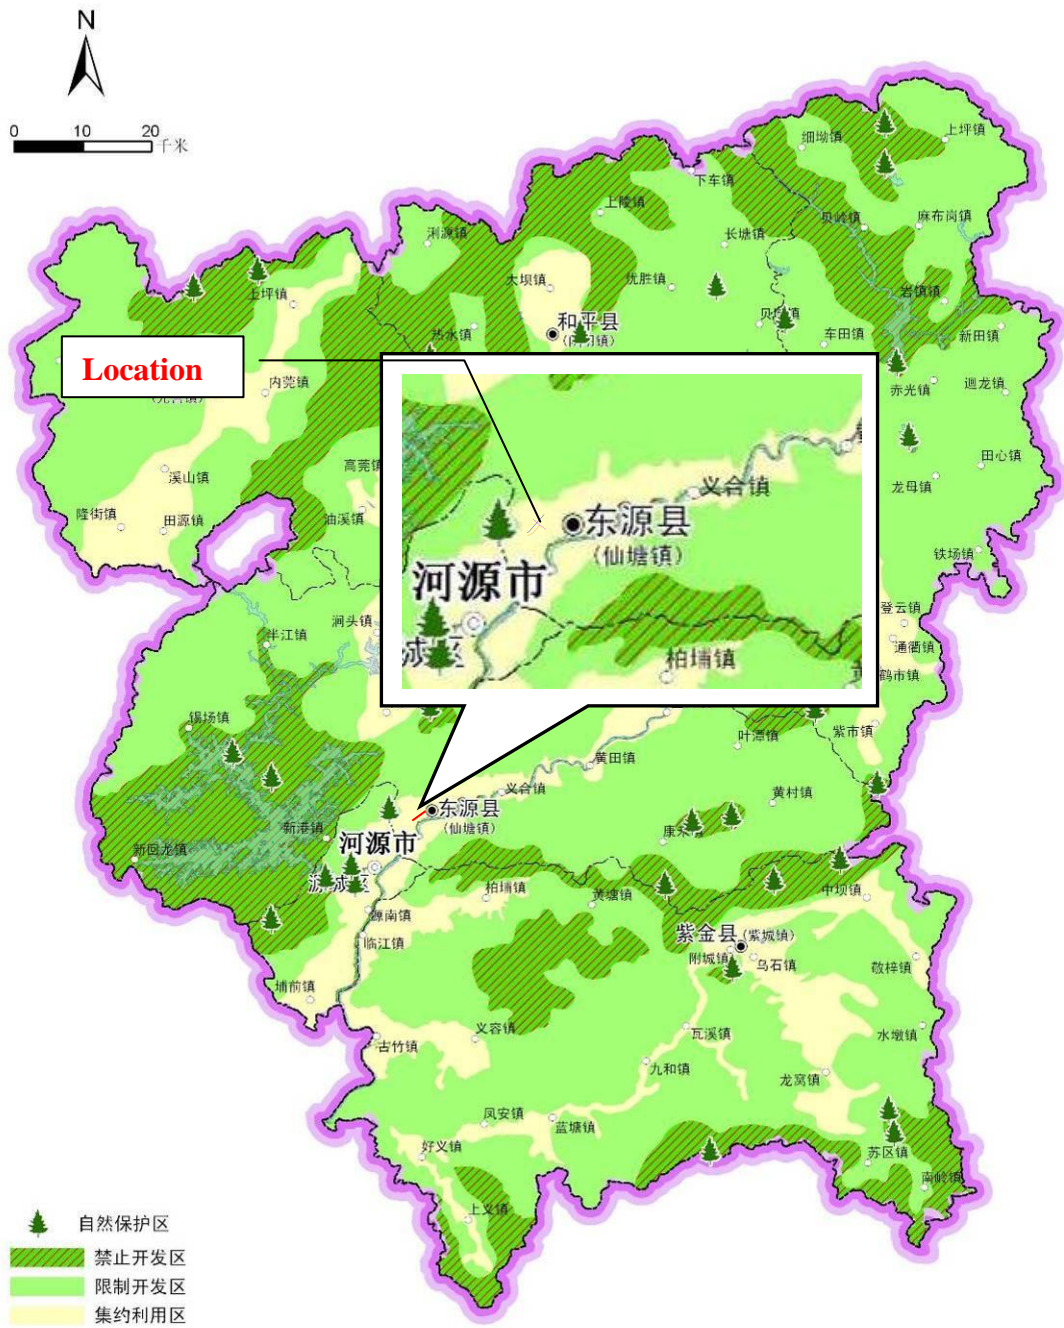 N
0 10 20
千米
细坳镇
上坪镇
下车镇
上陵镇
贝岭镇
麻布岗镇
浰源镇
长塘镇
大坝镇
优胜镇
岩镇镇
上坪镇
热水镇
和平县
车田镇
新田镇
Location
内莞镇
赤光镇
迴龙镇
溪山镇
高莞镇
田心镇
龙母镇
隆街镇
田源镇
油溪镇
义合镇
东源县
(仙塘镇)
铁场镇
河源市
登云镇
涧头镇
半江镇
通衢镇
柏埔镇
鹤市镇
锡场镇
叶潭镇
紫市镇
黄田镇
义合镇
黄村镇
东源县
(仙塘镇)
新港镇
河源市
康禾
新回龙镇
柏埔镇
黄塘镇
中坝镇
源南镇
紫金县(紫城镇)
临江镇
附城镇
乌石镇
敬梓镇
埔前镇
义容镇
瓦溪镇
水墩镇
古竹镇
九和镇
龙窝镇
凤安镇
蓝塘镇
好义镇
苏区镇
南岭镇
上义镇
自然保护区
禁止开发区
限制开发区
集约利用区